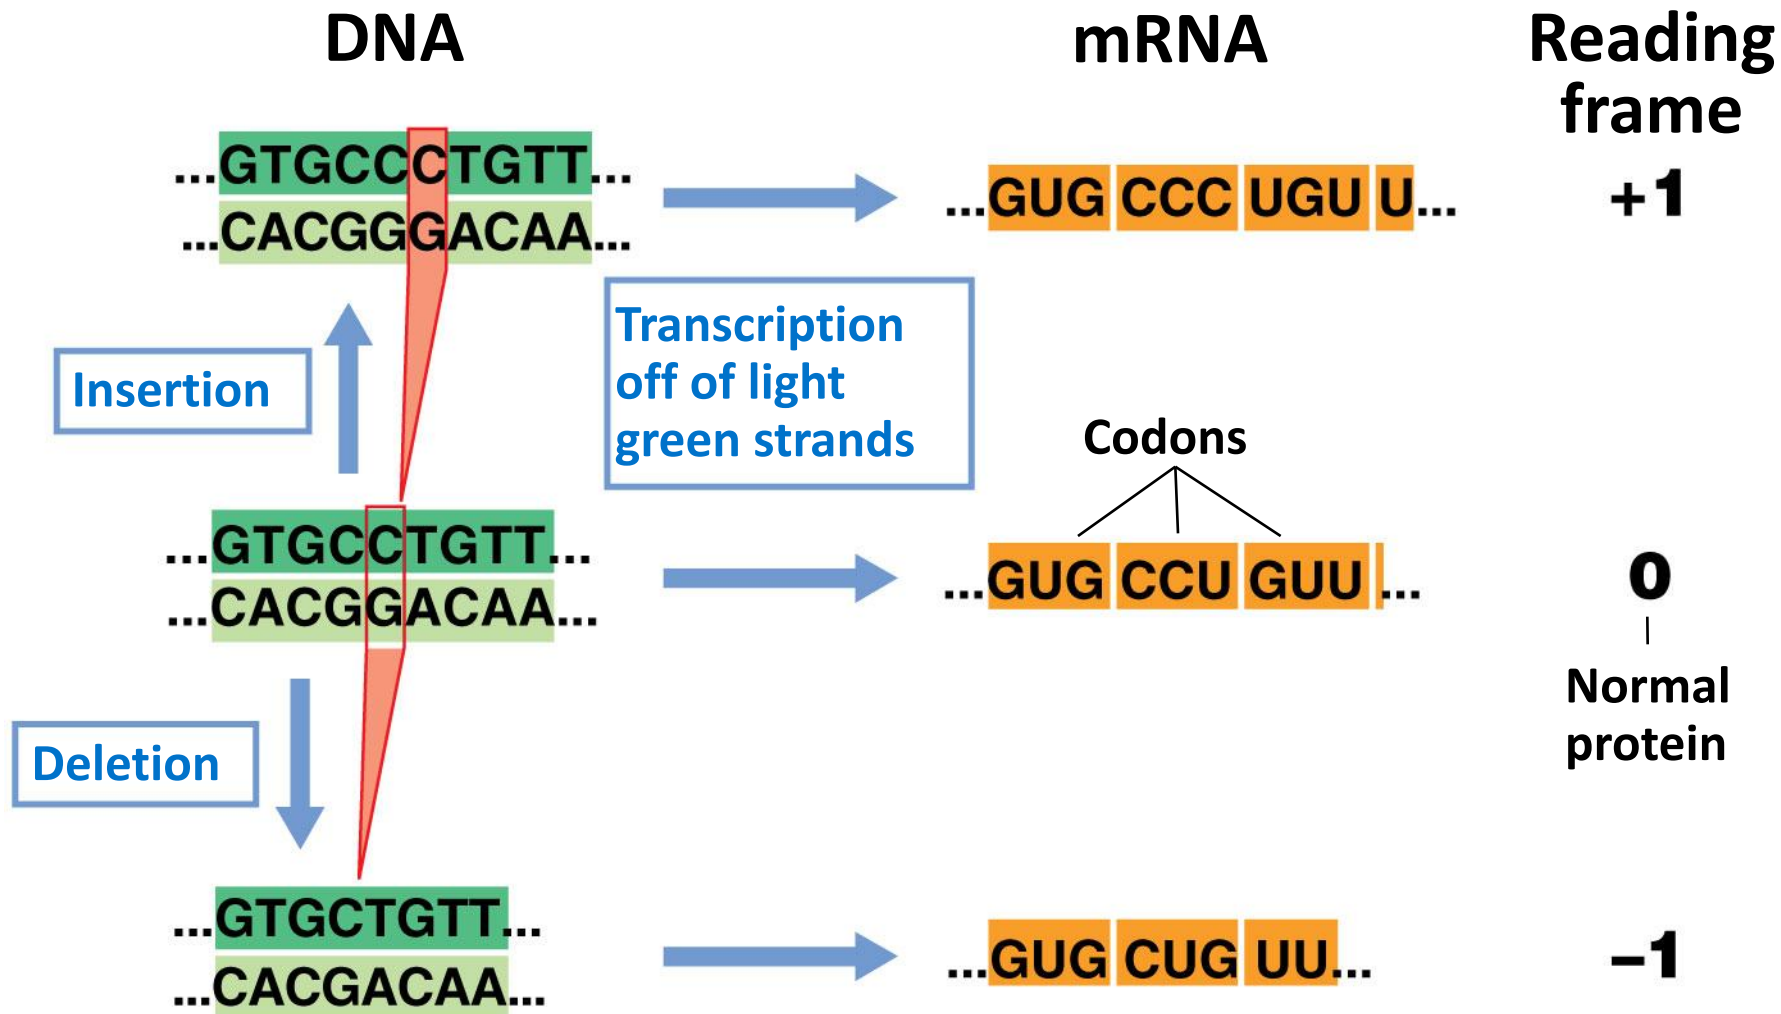 DNA
mRNA
Reading
frame
...GTGCCCTGTT...
...CACGGGACAA...
...GUG CCC UGU U...
+1
Insertion
Transcription
off of light
green strands
Codons
...GTGCCTGTT...
...CACGGACAA...
...GUG CCU GUU ...
0
Normal
protein
Deletion
...GTGCTGTT...
...CACGACAA...
...GUG CUG UU...
–1